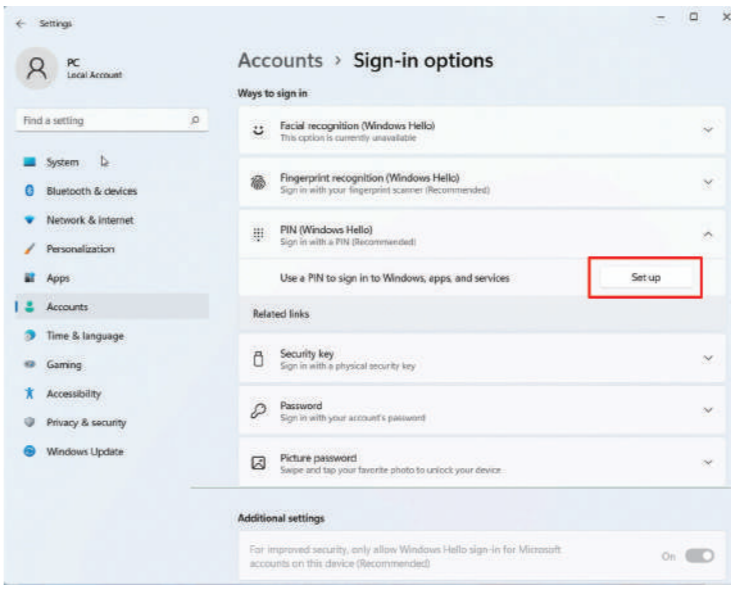 Settings
PC
Local Account
Find a setting
System
Bluetooth & devices
Network & internet
Personalization
Apps
Accounts
Time & language
Gaming
Accessibility
Privacy & security
Windows Update
Accounts > Sign-in options
Ways to sign in
Facial recognition (Windows Hello)
This option is currently unavailable
Fingerprint recognition (Windows Hello)
Sign in with your fingerprint scanner (Recommended)
PIN (Windows Hello)
Sign in with a PIN (Recommended)
Use a PIN to sign in to Windows, apps, and services
Set up
Related links
Security key
Sign in with a physical security key
Password
Sign in with your account's password
Picture password
Swipe and tap your favorite photo to unlock your device
Additional settings
For improved security, only allow Windows Hello sign-in for Microsoft
accounts on this device (Recommended)
On